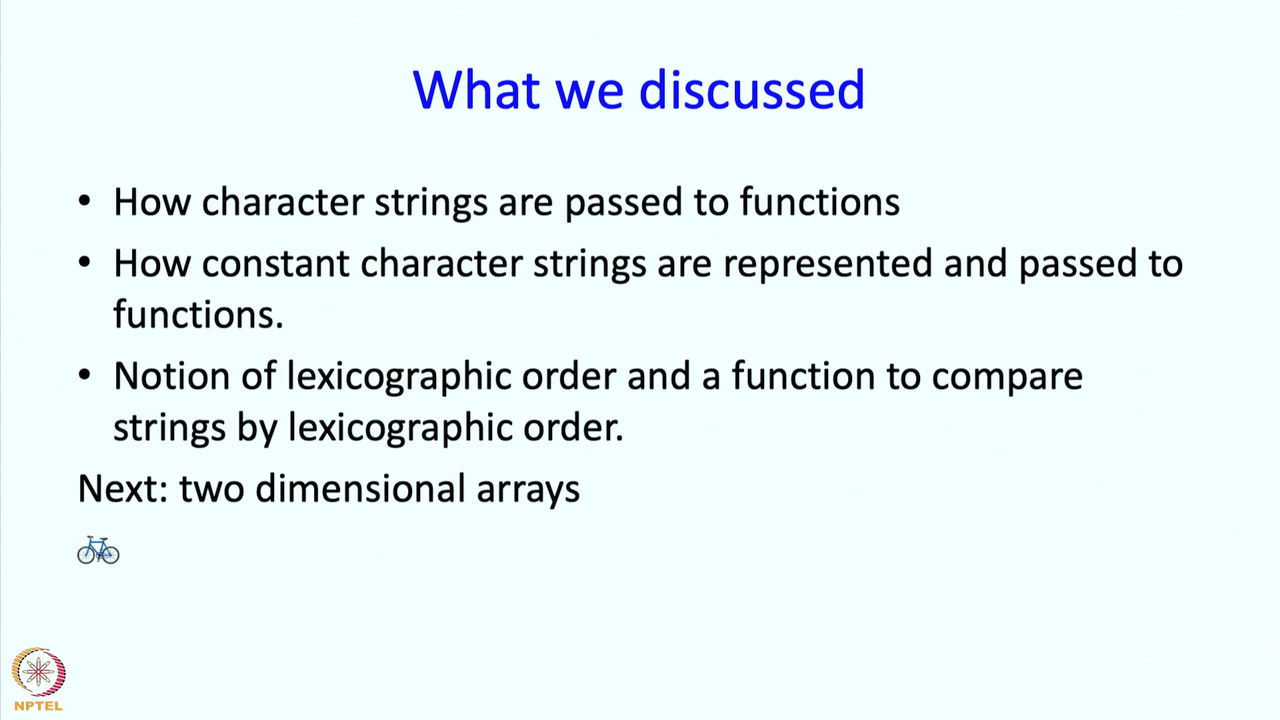 What we discussed
• How character strings are passed to functions
• How constant character strings are represented and passed to
functions.
• Notion of lexicographic order and a function to compare
strings by lexicographic order.
Next: two dimensional arrays
NPTEL